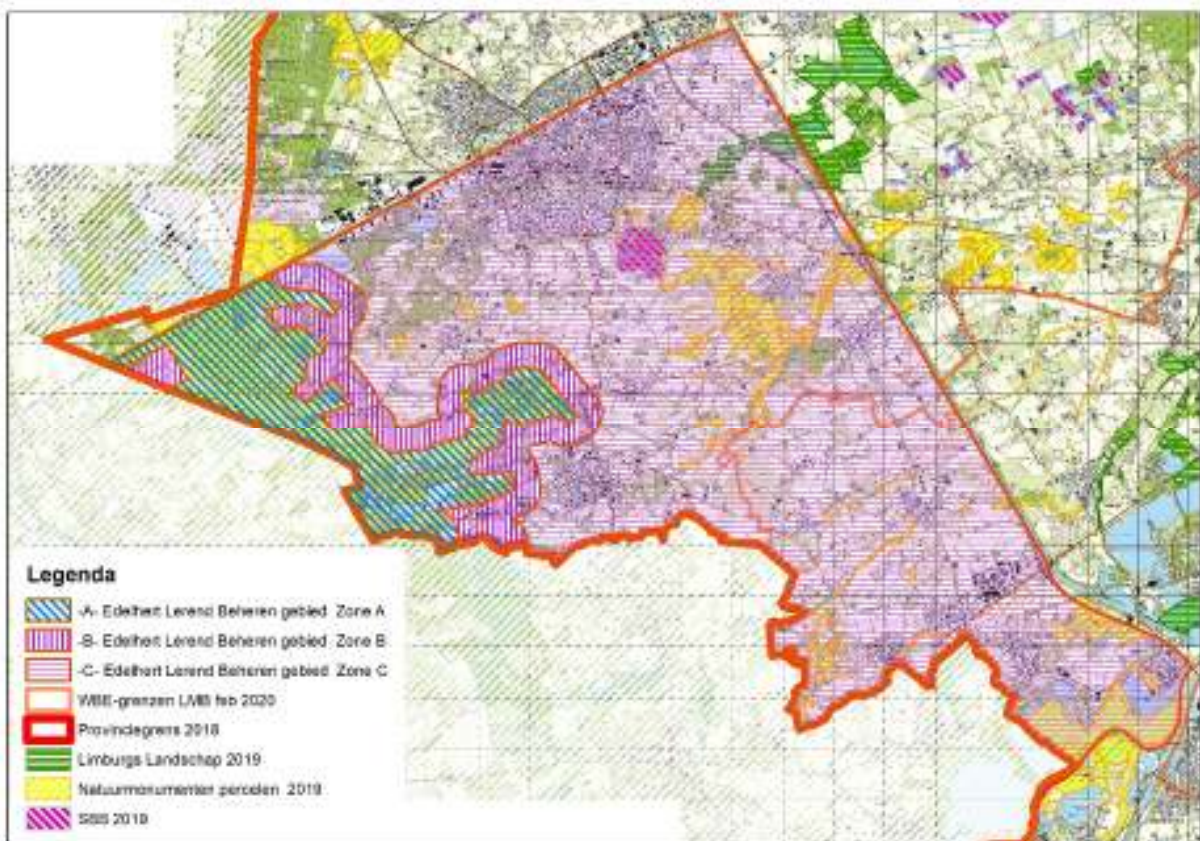 Legenda
-A- Edelhert Lerend Beheren gebied Zone A
-B- Edelhert Lerend Beheren gebied Zone B
-C- Edelhert Lerend Beheren gebied Zone C
WBE-grenzen LMB feb 2020
Provinciegrens 2018
Limburgs Landschap 2019
Natuurmonumenten percelen 2019
SBB 2019